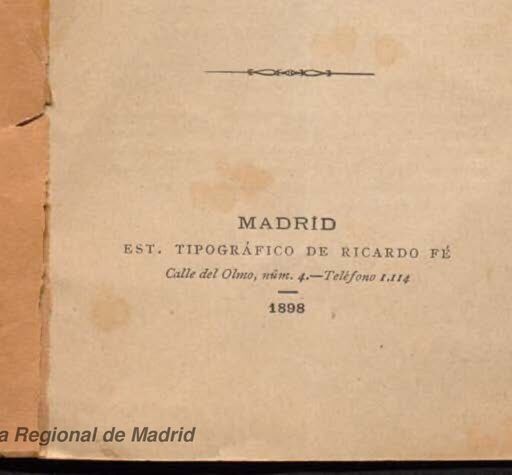 MADRID
EST. TIPOGRÁFICO DE RICARDO FÉ
Calle del Olmo, núm. 4.—Teléfono 1.114
1898
a Regional de Madrid